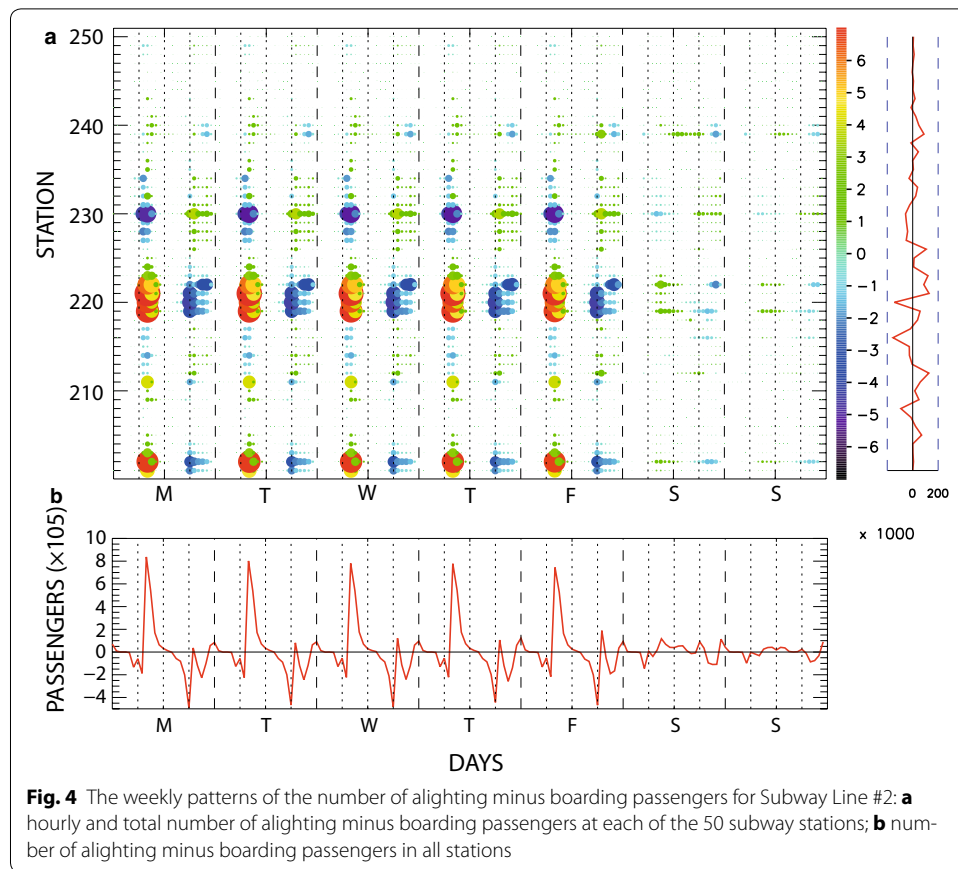 a
250
240
230
220
210
STATION
M T W T F S S
6
5
4
3
2
1
0
−1
−2
−3
−4
−5
−6
0 200
x 1000
b
PASSENGERS (×105)
10
8
6
4
2
0
−2
−4
M T W T F S S
DAYS
Fig. 4 The weekly patterns of the number of alighting minus boarding passengers for Subway Line #2: a
hourly and total number of alighting minus boarding passengers at each of the 50 subway stations; b num-
ber of alighting minus boarding passengers in all stations